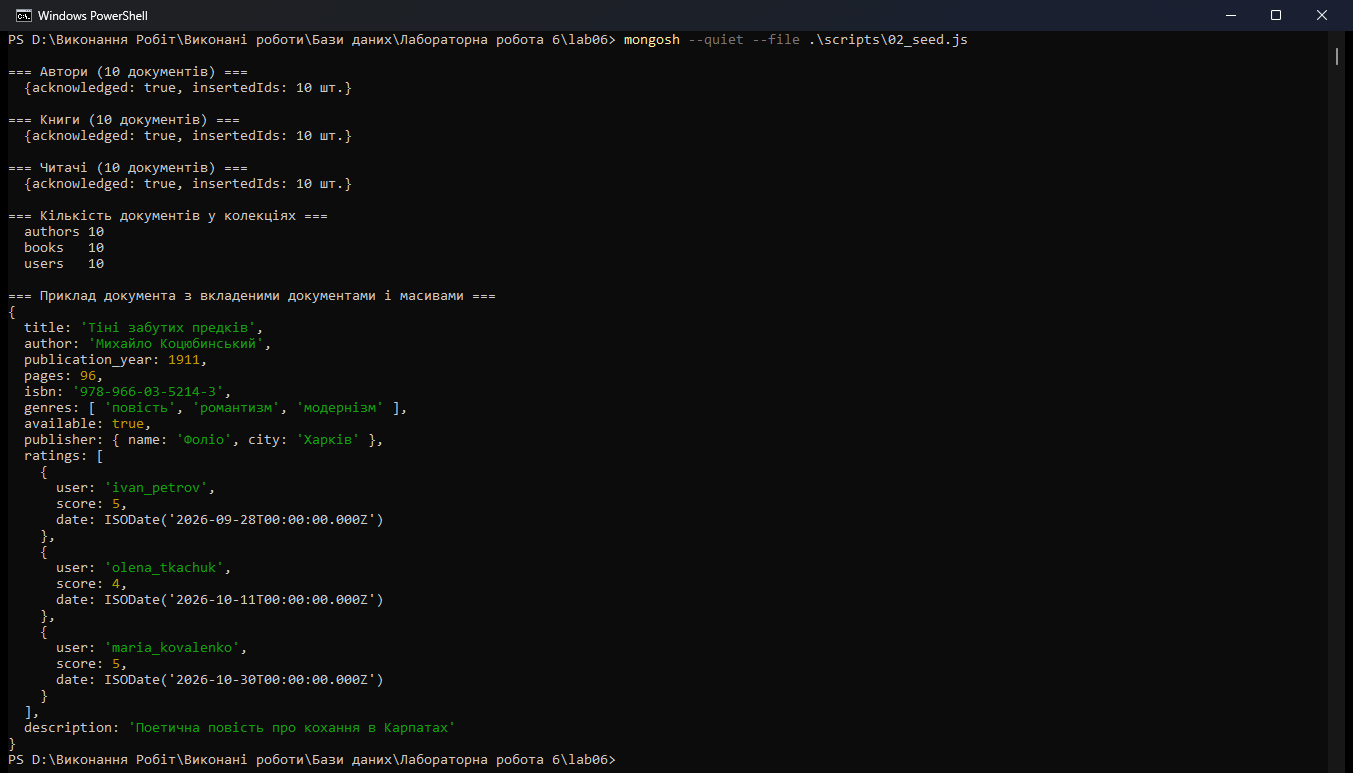 Windows PowerShell
PS D:\Виконання Робіт\Виконані роботи\Бази даних\Лабораторна робота 6\lab06> mongosh --quiet --file .\scripts\02_seed.js
=== Автори (10 документів) ===
  {acknowledged: true, insertedIds: 10 шт.}
=== Книги (10 документів) ===
  {acknowledged: true, insertedIds: 10 шт.}
=== Читачі (10 документів) ===
  {acknowledged: true, insertedIds: 10 шт.}
=== Кількість документів у колекціях ===
  authors 10
  books   10
  users   10
=== Приклад документа з вкладеними документами і масивами ===
{
  title: 'Тіні забутих предків',
  author: 'Михайло Коцюбинський',
  publication_year: 1911,
  pages: 96,
  isbn: '978-966-03-5214-3',
  genres: [ 'повість', 'романтизм', 'модернізм' ],
  available: true,
  publisher: { name: 'Фоліо', city: 'Харків' },
  ratings: [
    {
      user: 'ivan_petrov',
      score: 5,
      date: ISODate('2026-09-28T00:00:00.000Z')
    },
    {
      user: 'olena_tkachuk',
      score: 4,
      date: ISODate('2026-10-11T00:00:00.000Z')
    },
    {
      user: 'maria_kovalenko',
      score: 5,
      date: ISODate('2026-10-30T00:00:00.000Z')
    }
  ],
  description: 'Поетична повість про кохання в Карпатах'
}
PS D:\Виконання Робіт\Виконані роботи\Бази даних\Лабораторна робота 6\lab06>